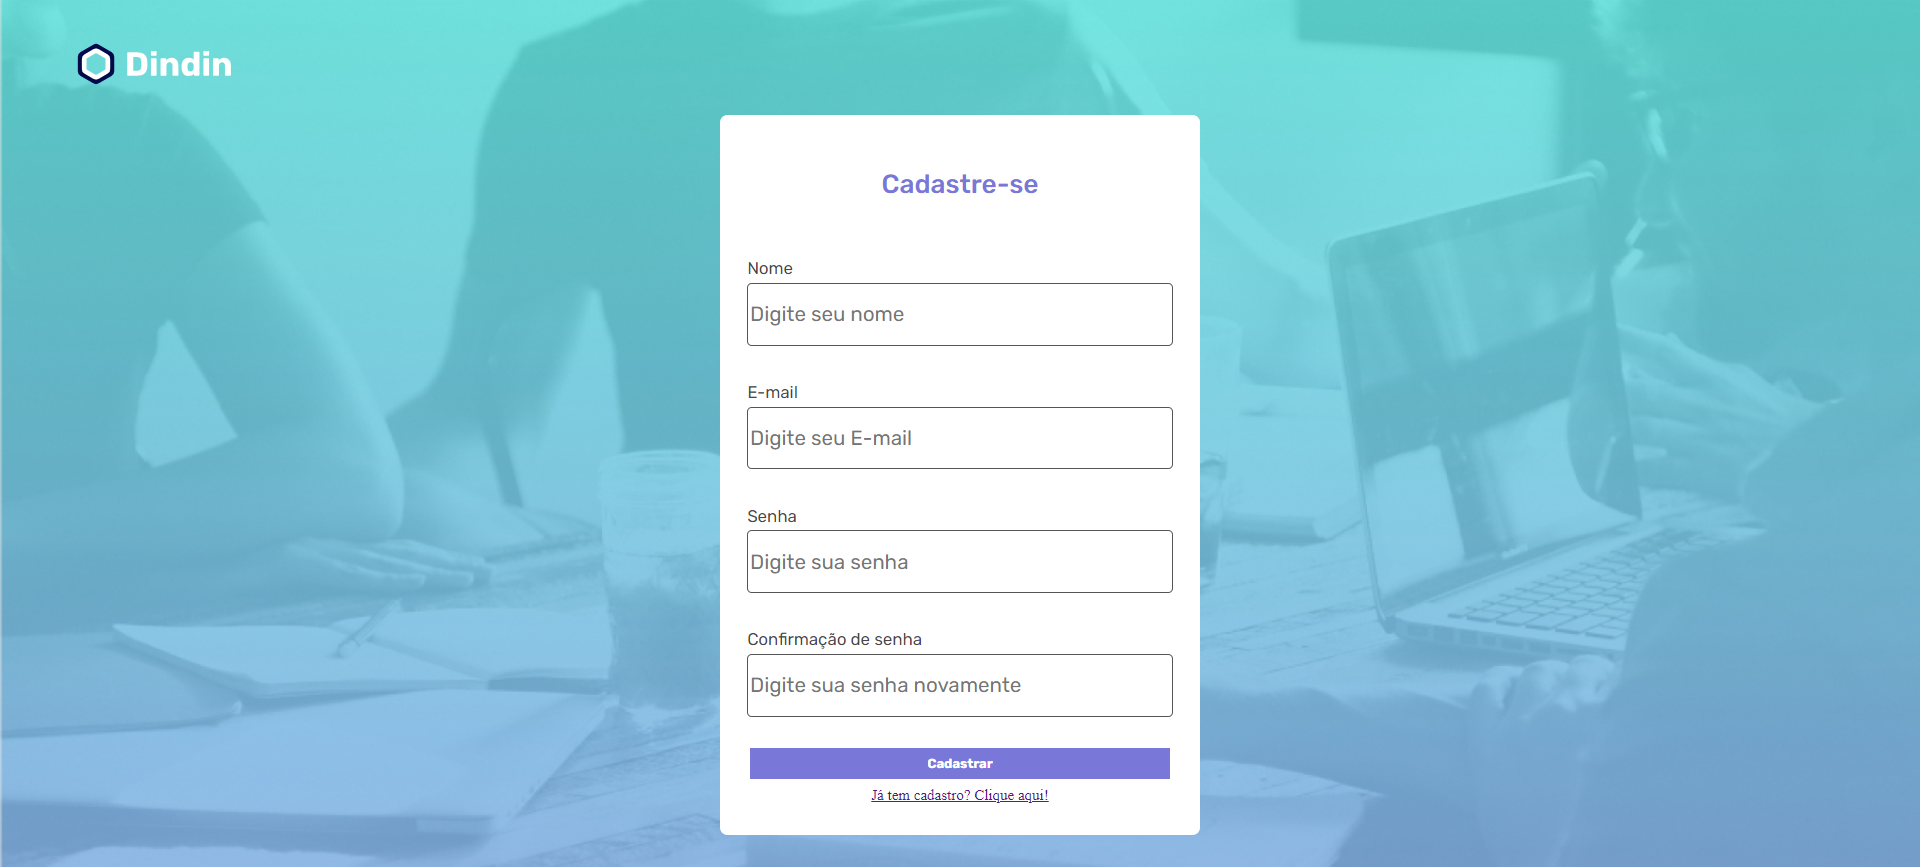 Dindin
Cadastre-se
Nome
Digite seu nome
E-mail
Digite seu E-mail
Senha
Digite sua senha
Confirmação de senha
Digite sua senha novamente
Cadastrar
Já tem cadastro? Clique aqui!